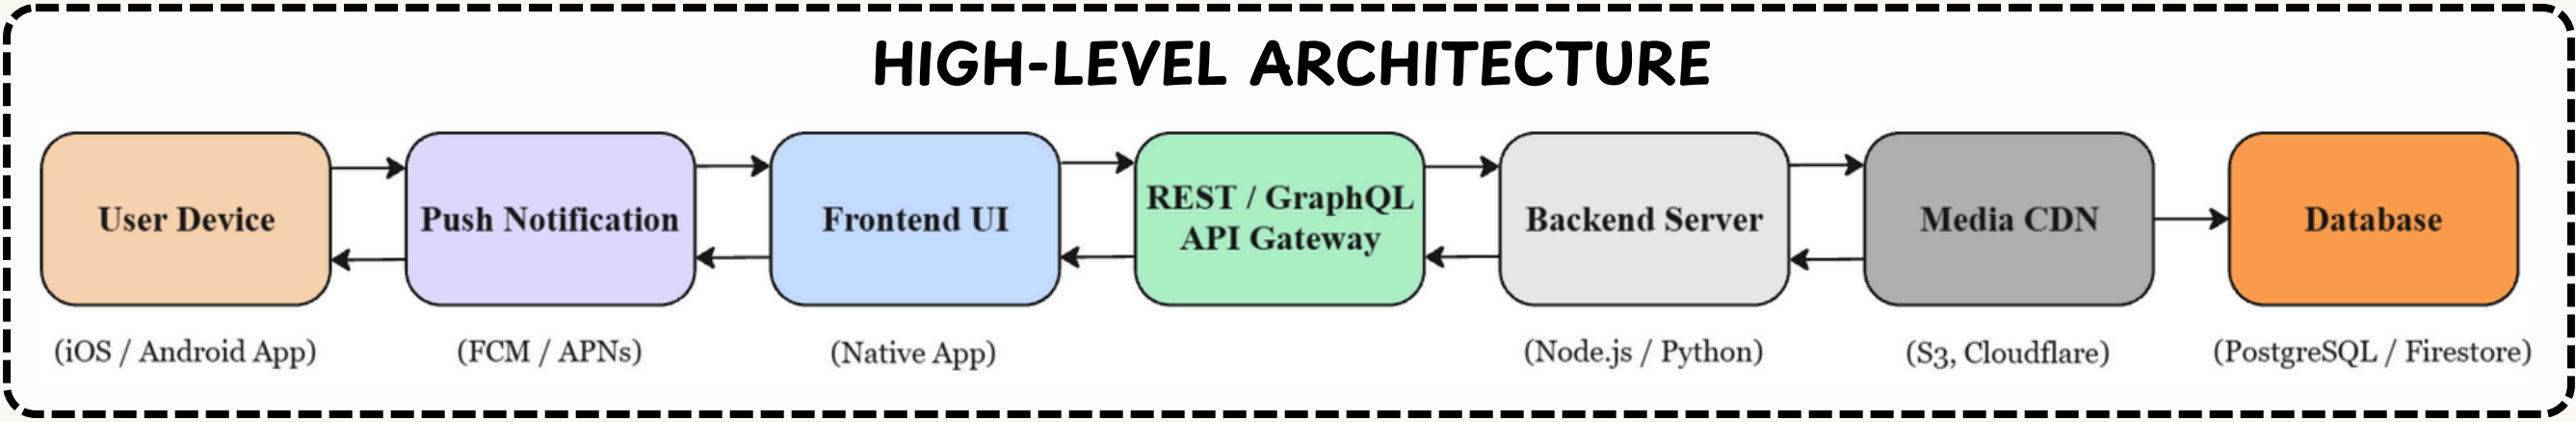 HIGH-LEVEL ARCHITECTURE
User Device
Push Notification
Frontend UI
REST / GraphQL
API Gateway
Backend Server
Media CDN
Database
(iOS / Android App)
(FCM / APNs)
(Native App)
(Node.js / Python)
(S3, Cloudflare)
(PostgreSQL / Firestore)